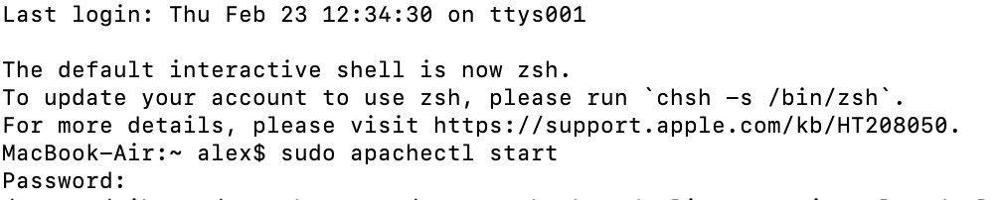 Last login: Thu Feb 23 12:34:30 on ttys001
The default interactive shell is now zsh.
To update your account to use zsh, please run `chsh -s /bin/zsh`.
For more details, please visit https://support.apple.com/kb/HT208050.
MacBook-Air:~ alex$ sudo apachectl start
Password: